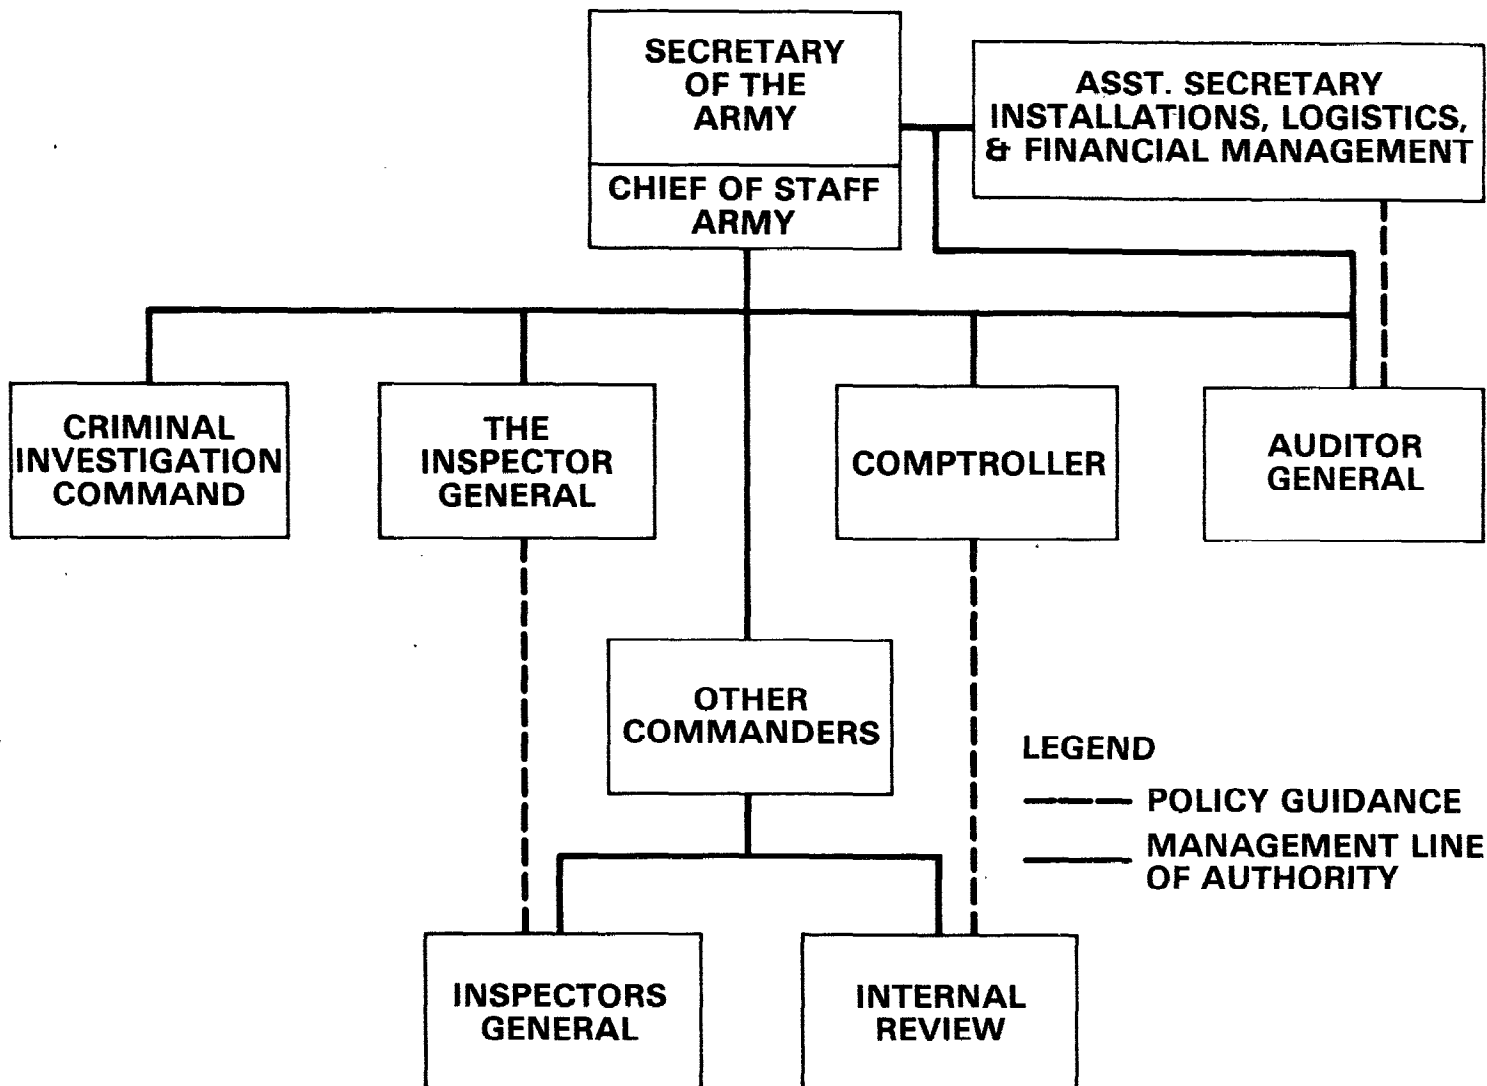 SECRETARY
OF THE
ARMY
CHIEF OF STAFF
ARMY
ASST. SECRETARY
INSTALLATIONS, LOGISTICS,
& FINANCIAL MANAGEMENT
CRIMINAL
INVESTIGATION
COMMAND
THE
INSPECTOR
GENERAL
COMPTROLLER
AUDITOR
GENERAL
OTHER
COMMANDERS
LEGEND
POLICY GUIDANCE
MANAGEMENT LINE
OF AUTHORITY
INSPECTORS
GENERAL
INTERNAL
REVIEW